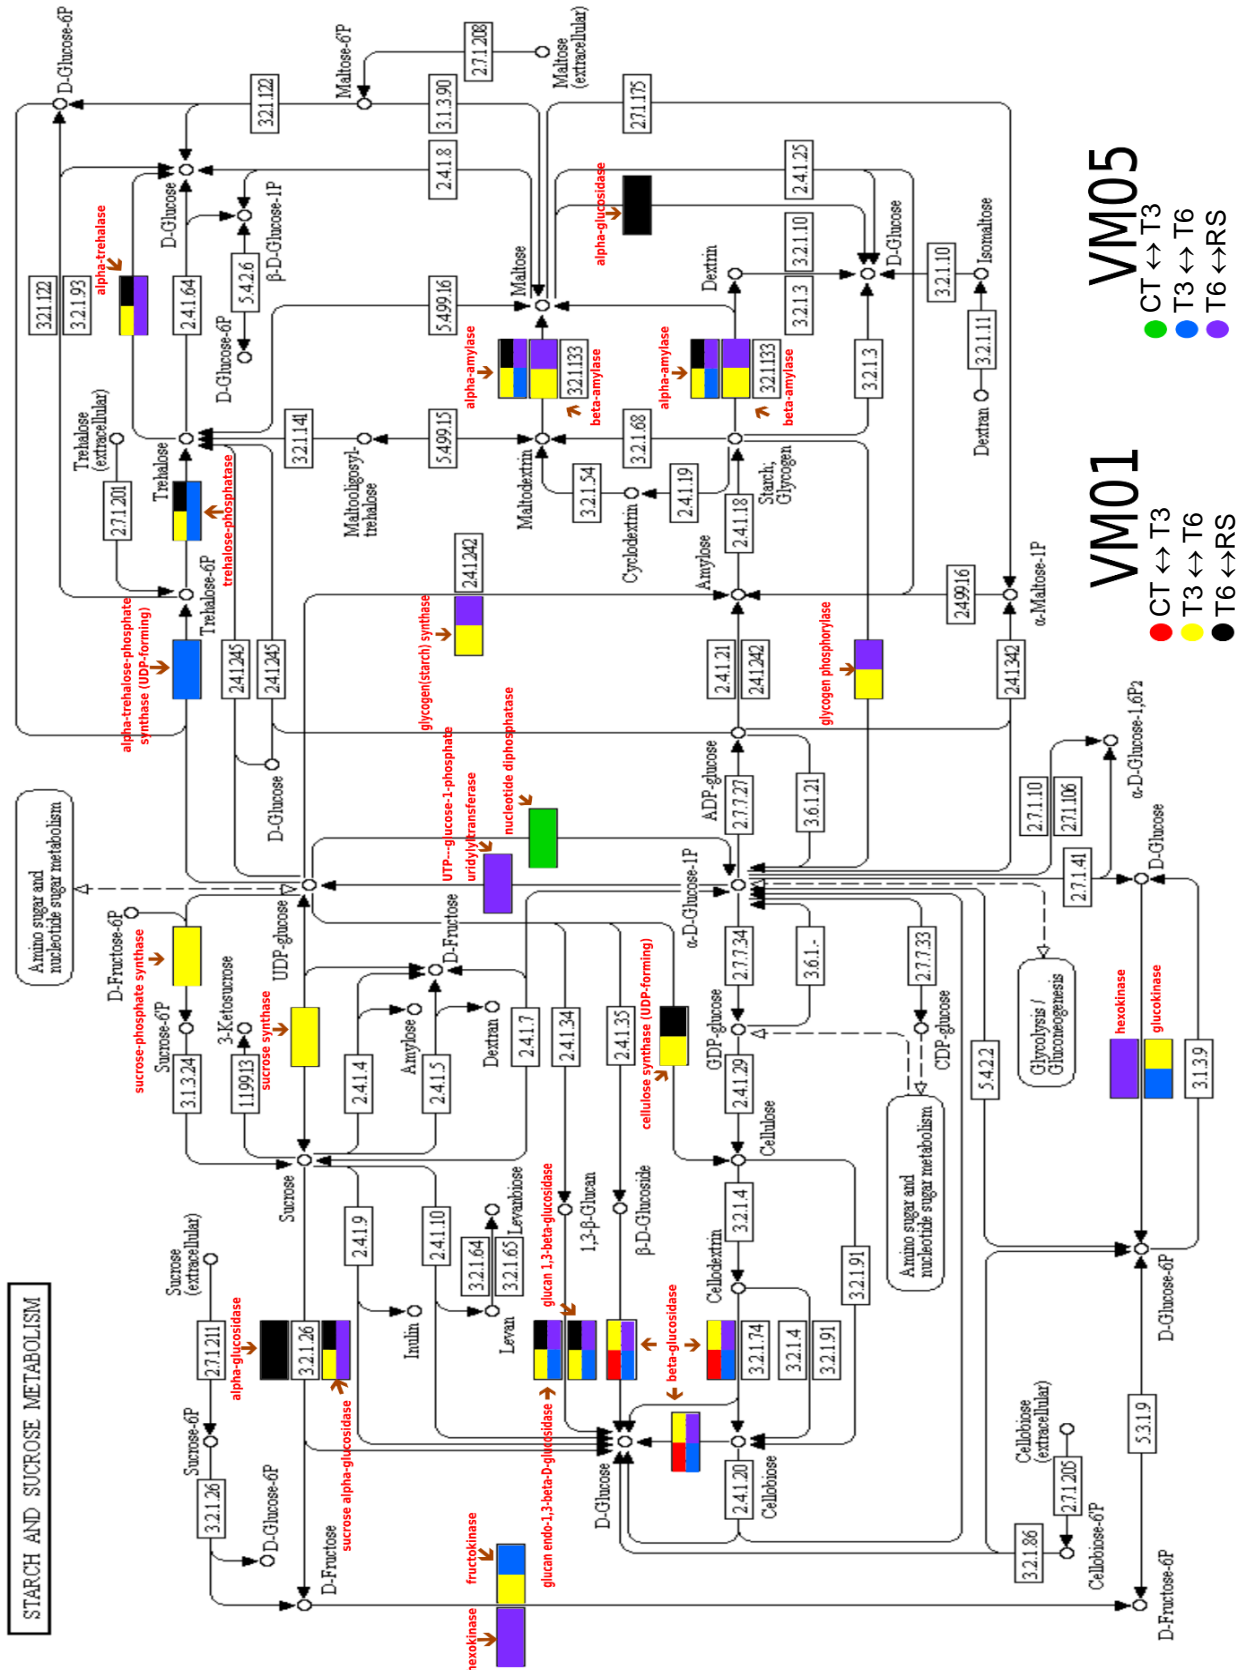 STARCH AND SUCROSE METABOLISM
Amino sugar and
nucleotide sugar metabolism
D-Glucose-6P
3.2.1.122
3.2.1.93
Trehalose
(extracellular)
2.7.1.201
alpha-trehalose-phosphate
synthase (UDP-forming)
alpha-trehalase
Sucrose
(extracellular)
D-Fructose-6P
sucrose-phosphate synthase
Sucrose-6P
2.7.1.211
Sucrose-6'P
3.1.3.24
Trehalose-6P
Trehalose
D-Glucose
2.4.1.64
trehalose-phosphatase
3.2.1.26
D-Glucose-6P
alpha-glucosidase
3-Ketosucrose
1.1.99.13
sucrose synthase
2.4.1.245
2.4.1.245
D-Glucose
D-Glucose-6P
5.4.2.6
β-D-Glucose-1P
3.2.1.122
D-Fructose
3.2.1.26
sucrose alpha-glucosidase
Sucrose
UDP-glucose
3.2.1.141
Maltooligosyl-
trehalose
Maltose-6'P
2.4.1.9
2.4.1.4
Amylose
D-Fructose
2.4.1.5
Inulin
2.4.1.10
5.4.99.15
5.4.99.16
2.4.1.8
3.1.3.90
glycogen(starch) synthase
2.4.1.242
2.7.1.208
Maltose
(extracellular)
hexokinase
fructokinase
Levan
3.2.1.64
3.2.1.65
Levanbiose
Dextran
2.4.1.7
UTP---glucose-1-phosphate
uridylyltransferase
nucleotide diphosphatase
alpha-amylase
3.2.1.133
beta-amylase
Maltodextrin
Maltose
glucan endo-1,3-beta-D-glucosidase
glucan 1,3-beta-glucosidase
1,3-β-Glucan
2.4.1.34
3.2.1.54
alpha-glucosidase
D-Glucose
β-D-Glucoside
2.4.1.35
Cyclodextrin
3.2.1.68
2.7.1.175
beta-glucosidase
cellulose synthase (UDP-forming)
2.4.1.19
alpha-amylase
3.2.1.133
beta-amylase
Dextrin
α-D-Glucose-1P
ADP-glucose
Amylose
2.4.1.21
2.4.1.242
2.4.1.18
Starch;
Glycogen
Cellodextrin
3.2.1.4
Cellulose
2.4.1.29
GDP-glucose
2.7.7.34
2.7.7.27
2.4.1.20
Cellobiose
3.2.1.74
3.2.1.4
3.2.1.91
3.2.1.91
3.6.1.-
3.6.1.21
glycogen phosphorylase
3.2.1.3
3.2.1.10
2.4.1.25
3.2.1.3
D-Glucose
Amino sugar and
nucleotide sugar metabolism
CDP-glucose
2.7.7.33
2.4.99.16
3.2.1.10
Dextran
3.2.1.11
Isomaltose
5.4.2.2
2.4.1.342
α-Maltose-1P
Cellobiose
(extracellular)
2.7.1.205
3.2.1.86
Cellobiose-6'P
Glycolysis /
Gluconeogenesis
2.7.1.10
2.7.1.106
2.7.1.41
α-D-Glucose-1,6P2
hexokinase
glucokinase
D-Fructose-6P
5.3.1.9
D-Glucose-6P
3.1.3.9
D-Glucose
VM01
CT ↔ T3
T3 ↔ T6
T6 ↔RS
VM05
CT ↔ T3
T3 ↔ T6
T6 ↔RS